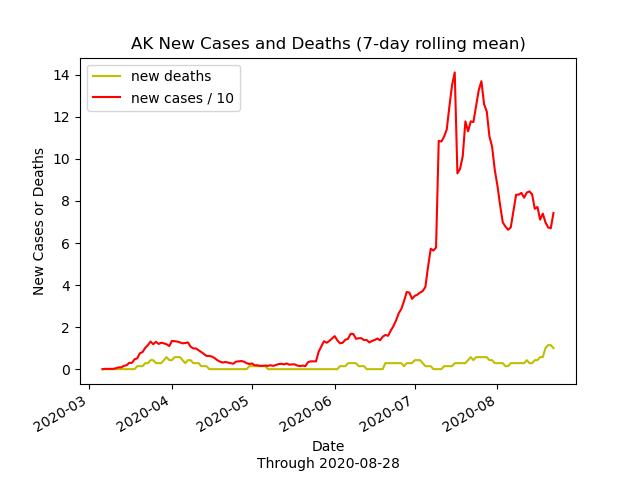 AK New Cases and Deaths (7-day rolling mean)
new deaths
new cases / 10
New Cases or Deaths
14
12
10
8
6
4
2
0
2020-03
2020-04
2020-05
2020-06
2020-07
2020-08
Date
Through 2020-08-28